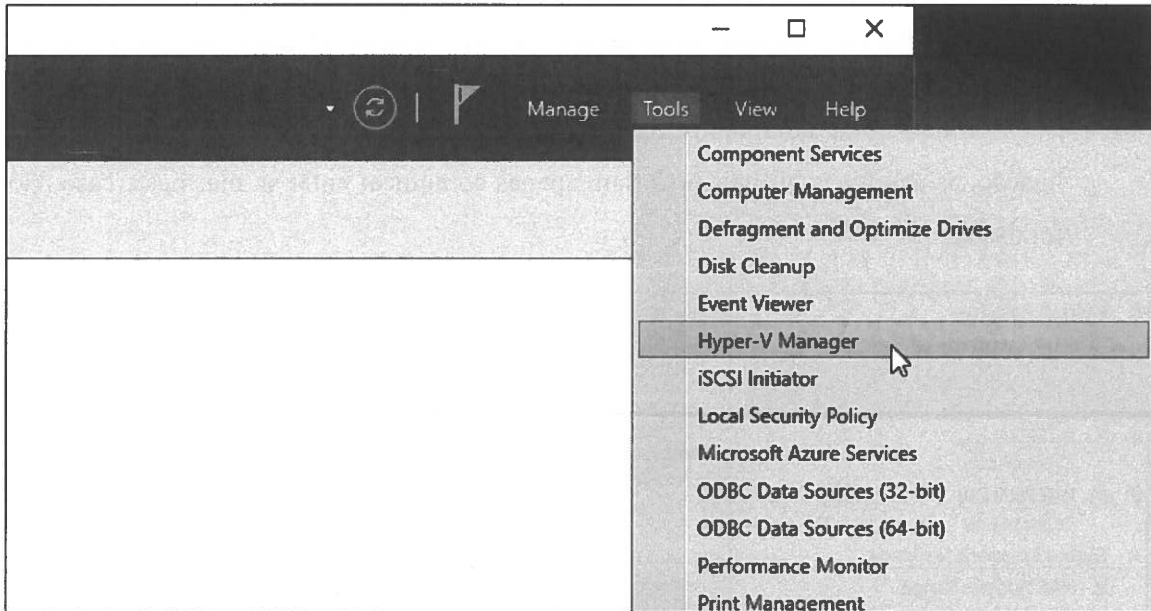 Manage Tools View Help
Component Services
Computer Management
Defragment and Optimize Drives
Disk Cleanup
Event Viewer
Hyper-V Manager
iSCSI Initiator
Local Security Policy
Microsoft Azure Services
ODBC Data Sources (32-bit)
ODBC Data Sources (64-bit)
Performance Monitor
Print Management